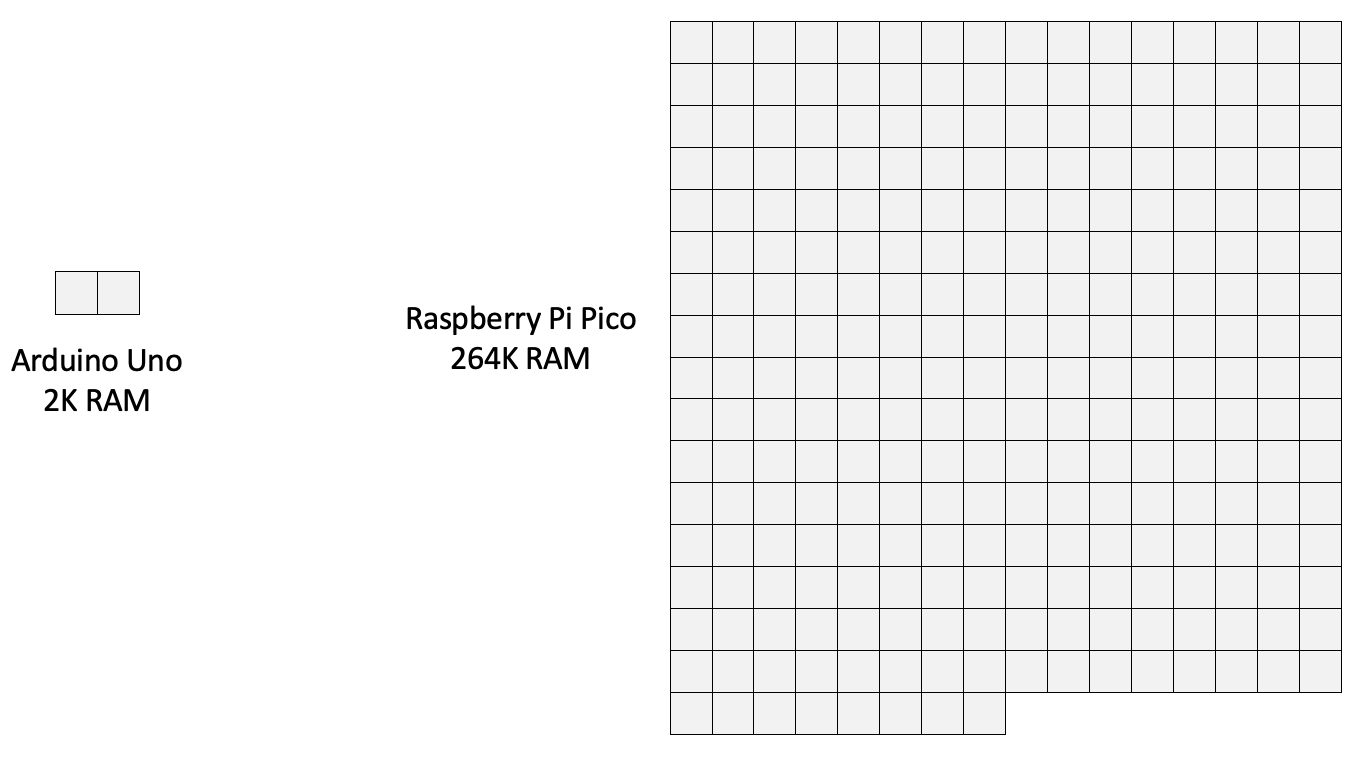 Arduino Uno
2K RAM
Raspberry Pi Pico
264K RAM